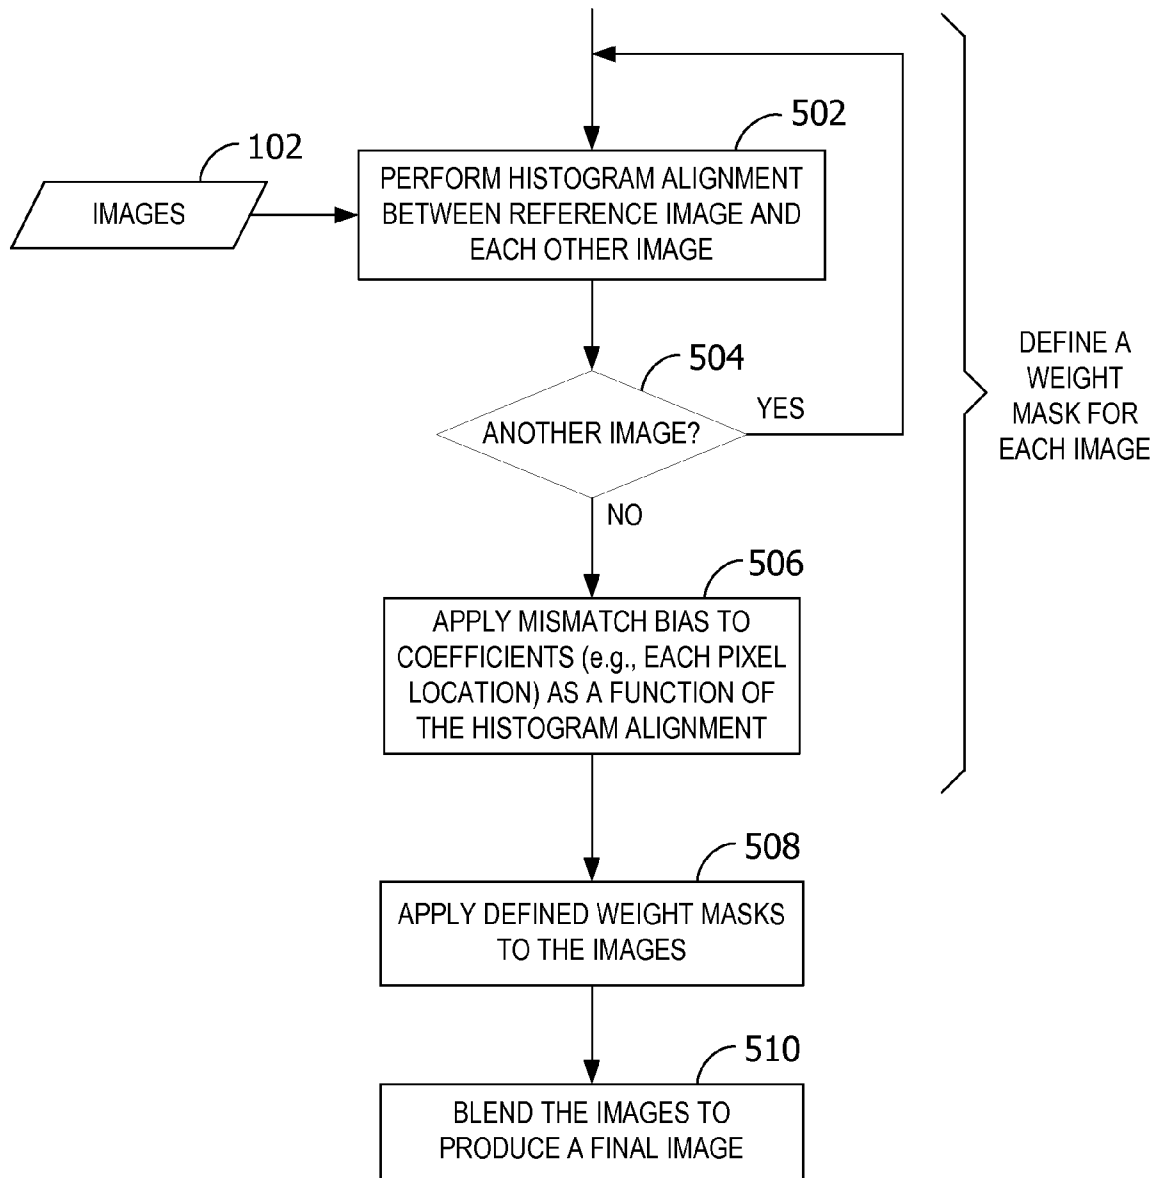 502
102
PERFORM HISTOGRAM ALIGNMENT
BETWEEN REFERENCE IMAGE AND
EACH OTHER IMAGE
IMAGES
504
ANOTHER IMAGE?
YES
NO
DEFINE A
WEIGHT
MASK FOR
EACH IMAGE
506
APPLY MISMATCH BIAS TO
COEFFICIENTS (e.g., EACH PIXEL
LOCATION) AS A FUNCTION OF
THE HISTOGRAM ALIGNMENT
508
APPLY DEFINED WEIGHT MASKS
TO THE IMAGES
510
BLEND THE IMAGES TO
PRODUCE A FINAL IMAGE